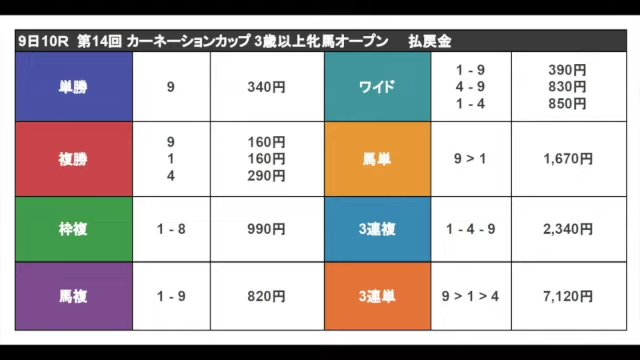 9日10R 第14回 カーネーションカップ 3歳以上牝馬オープン 払戻金
単勝 9 340円
複勝 9 160円
1 160円
4 290円
枠複 1 - 8 990円
馬複 1 - 9 820円
ワイド 1 - 9 390円
4 - 9 830円
1 - 4 850円
馬単 9 > 1 1,670円
3連複 1 - 4 - 9 2,340円
3連単 9 > 1 > 4 7,120円